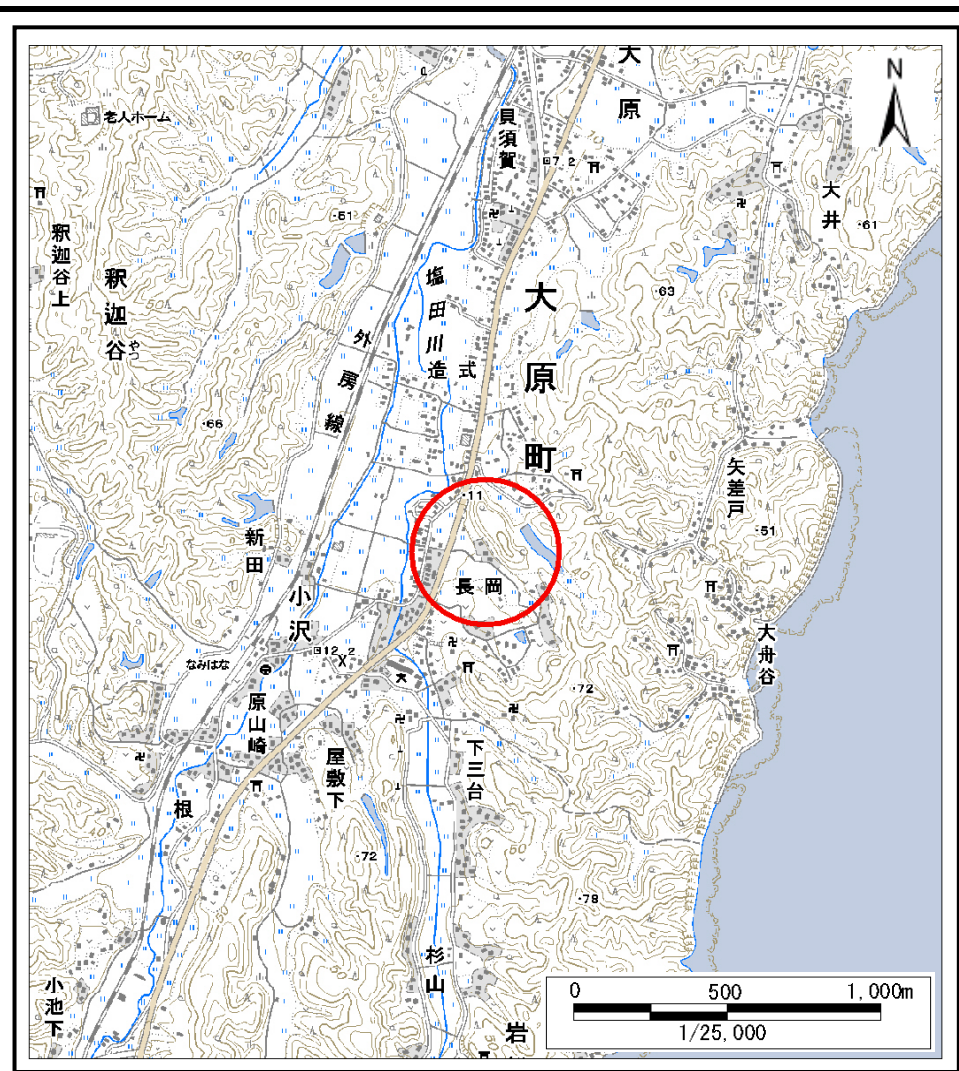 大原
N
老人ホーム
貝須賀
7.2
大井
・61
・51
釈迦谷上
釈迦谷
やつ
塩田川
・63
大原町
外房線
造式
・66
矢差戸
・11
・51
新田
長岡
小沢
大舟谷
12.2
なみはな
・72
原山崎
屋敷下
下三台
根
・72
・78
杉山
小池下
岩
0 500 1,000m
1/25,000